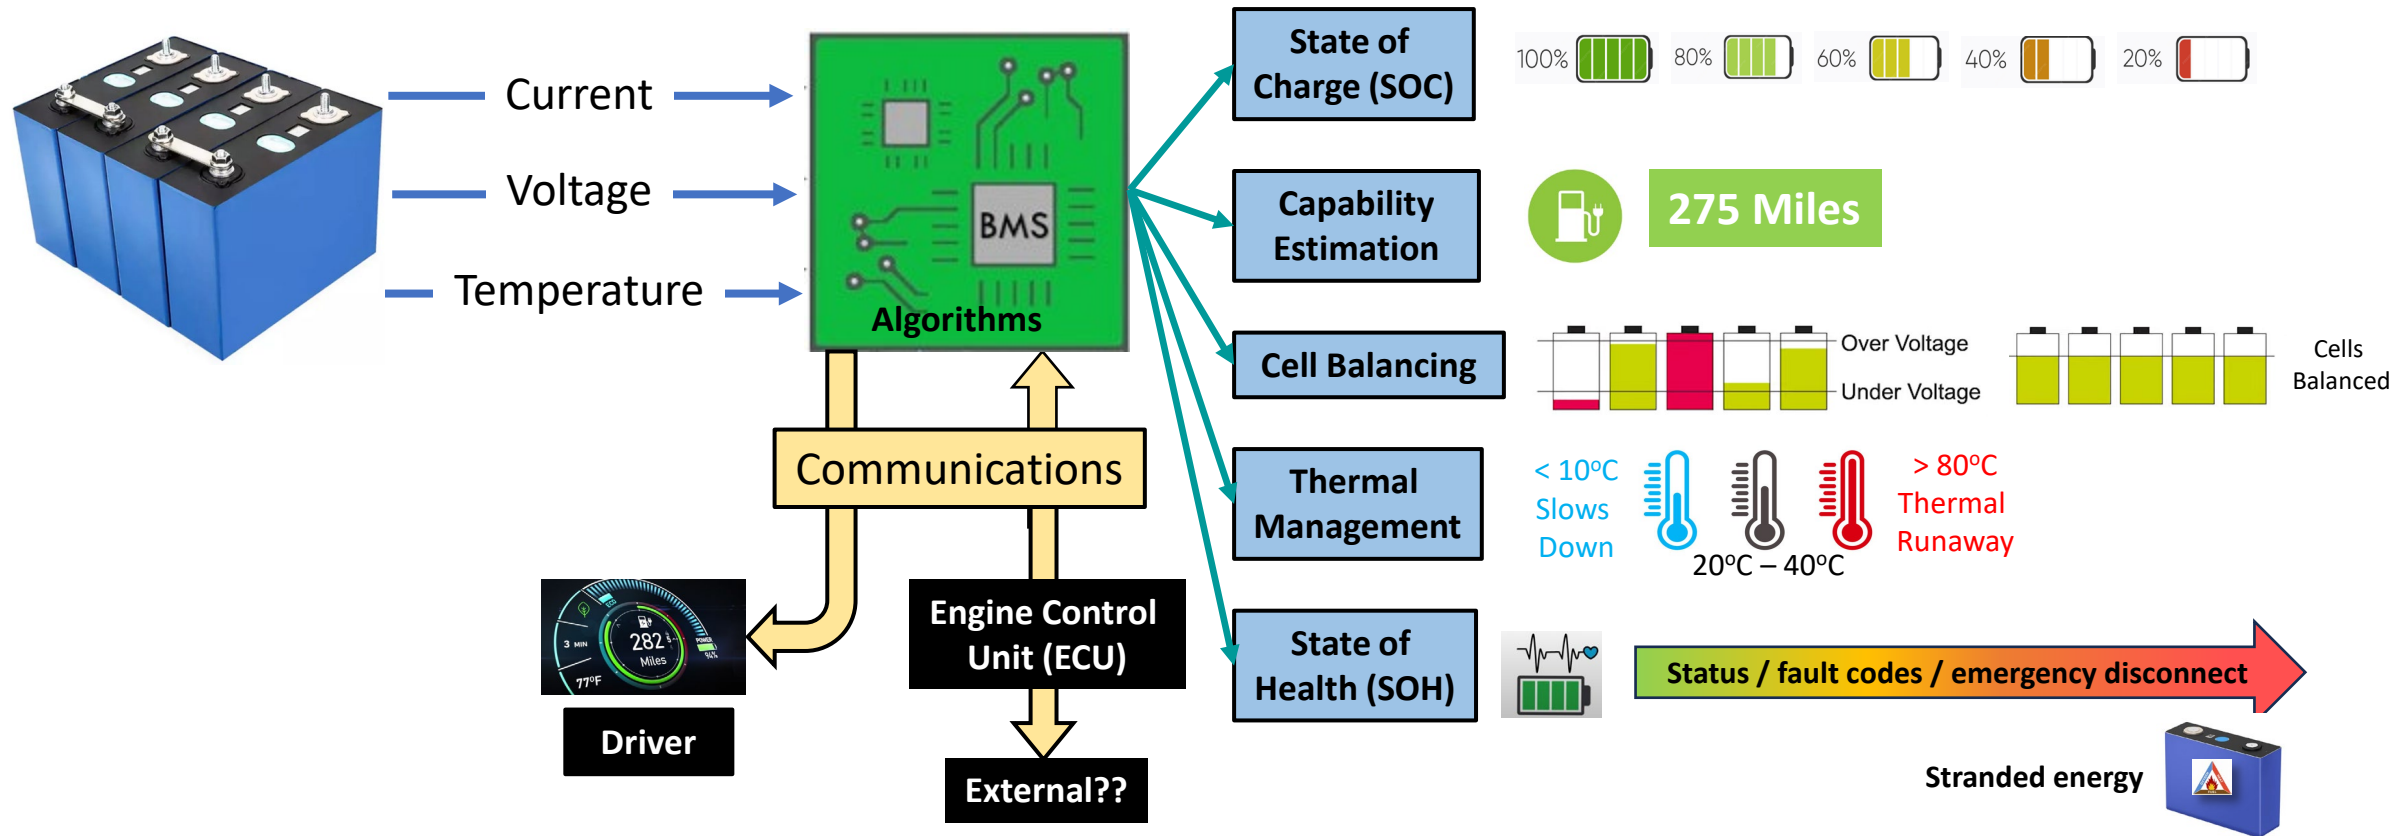 Current
Voltage
Temperature
BMS
Algorithms
Communications
ECO
3 MIN
282
Miles
77°F
POWER
94%
Driver
Engine Control
Unit (ECU)
External??
State of
Charge (SOC)
100%
80%
60%
40%
20%
Capability
Estimation
275 Miles
Cell Balancing
Over Voltage
Under Voltage
Cells
Balanced
Thermal
Management
< 10°C
Slows
Down
20°C – 40°C
> 80°C
Thermal
Runaway
State of
Health (SOH)
Status / fault codes / emergency disconnect
Stranded energy